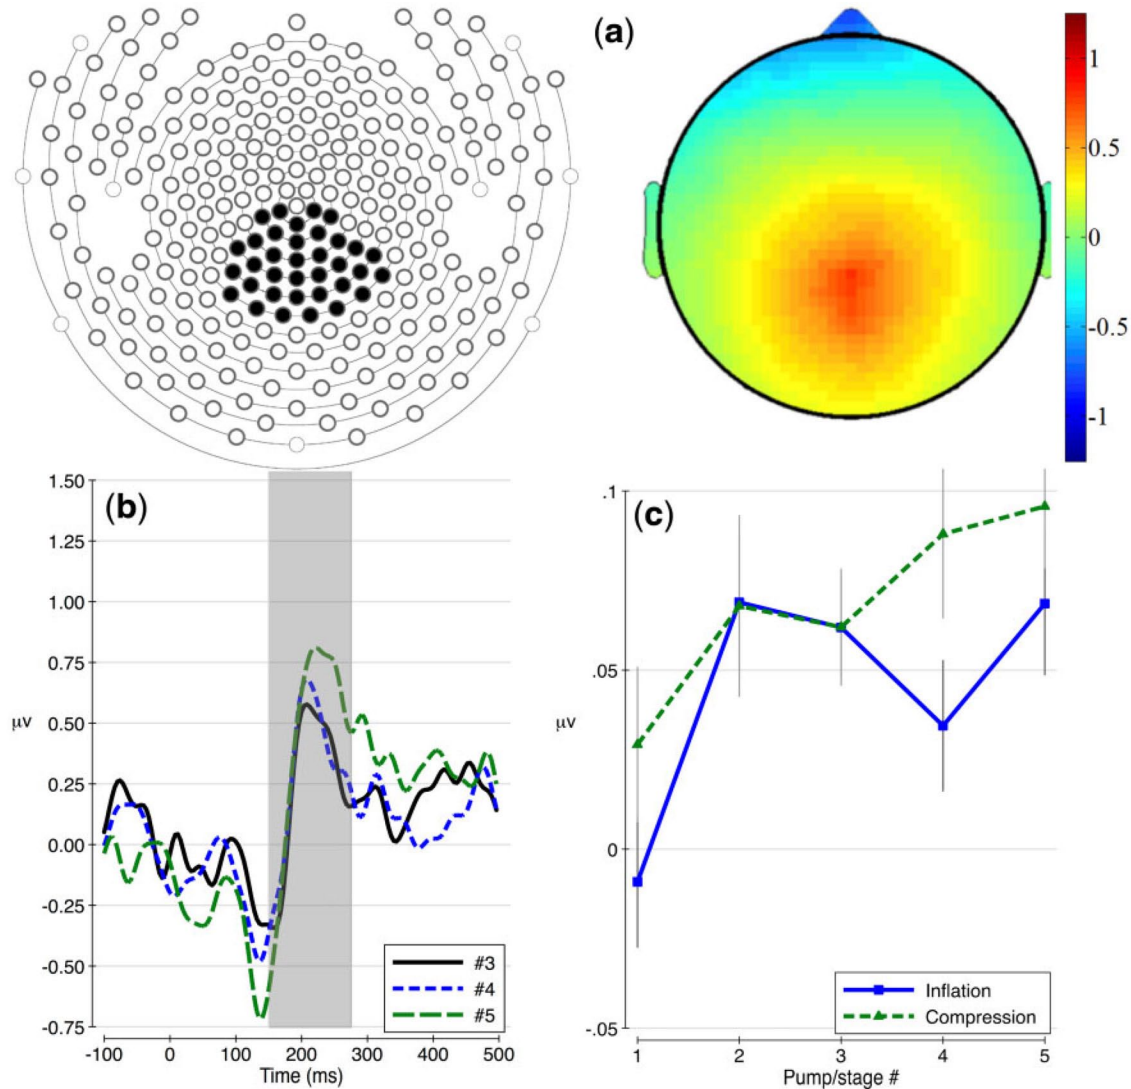 (a)
1
0.5
0
-0.5
-1
(b)
1.50
1.25
1.00
0.75
0.50
μv
0.25
0.00
-0.25
-0.50
-0.75
#3
#4
#5
-100 0 100 200 300 400 500
Time (ms)
(c)
.1
.05
μv
0
-.05
Inflation
Compression
1 2 3 4 5
Pump/stage #